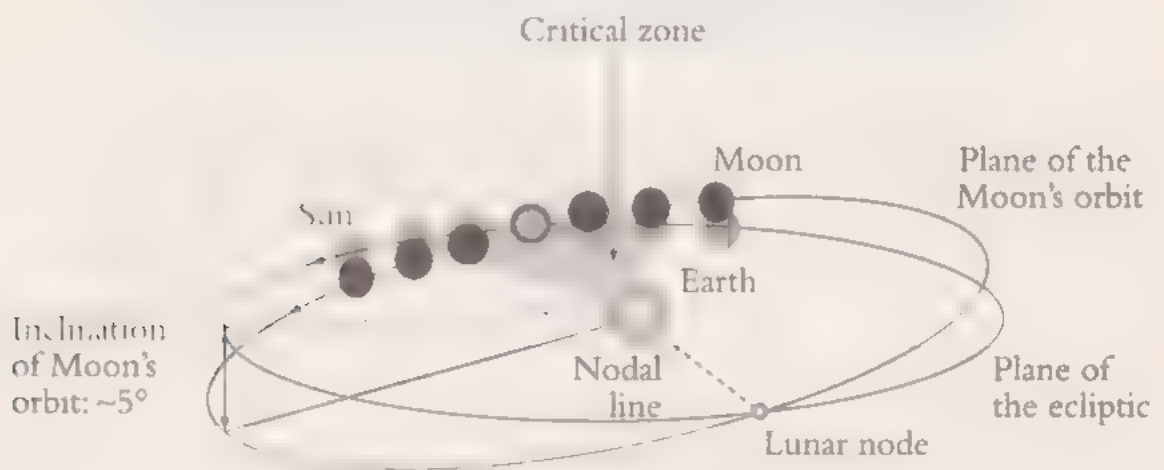 Critical zone
Moon
Plane of the
Moon's orbit
Sun
Earth
Inclination
of Moon's
orbit: ~5°
Nodal
line
Plane of
the ecliptic
Lunar node